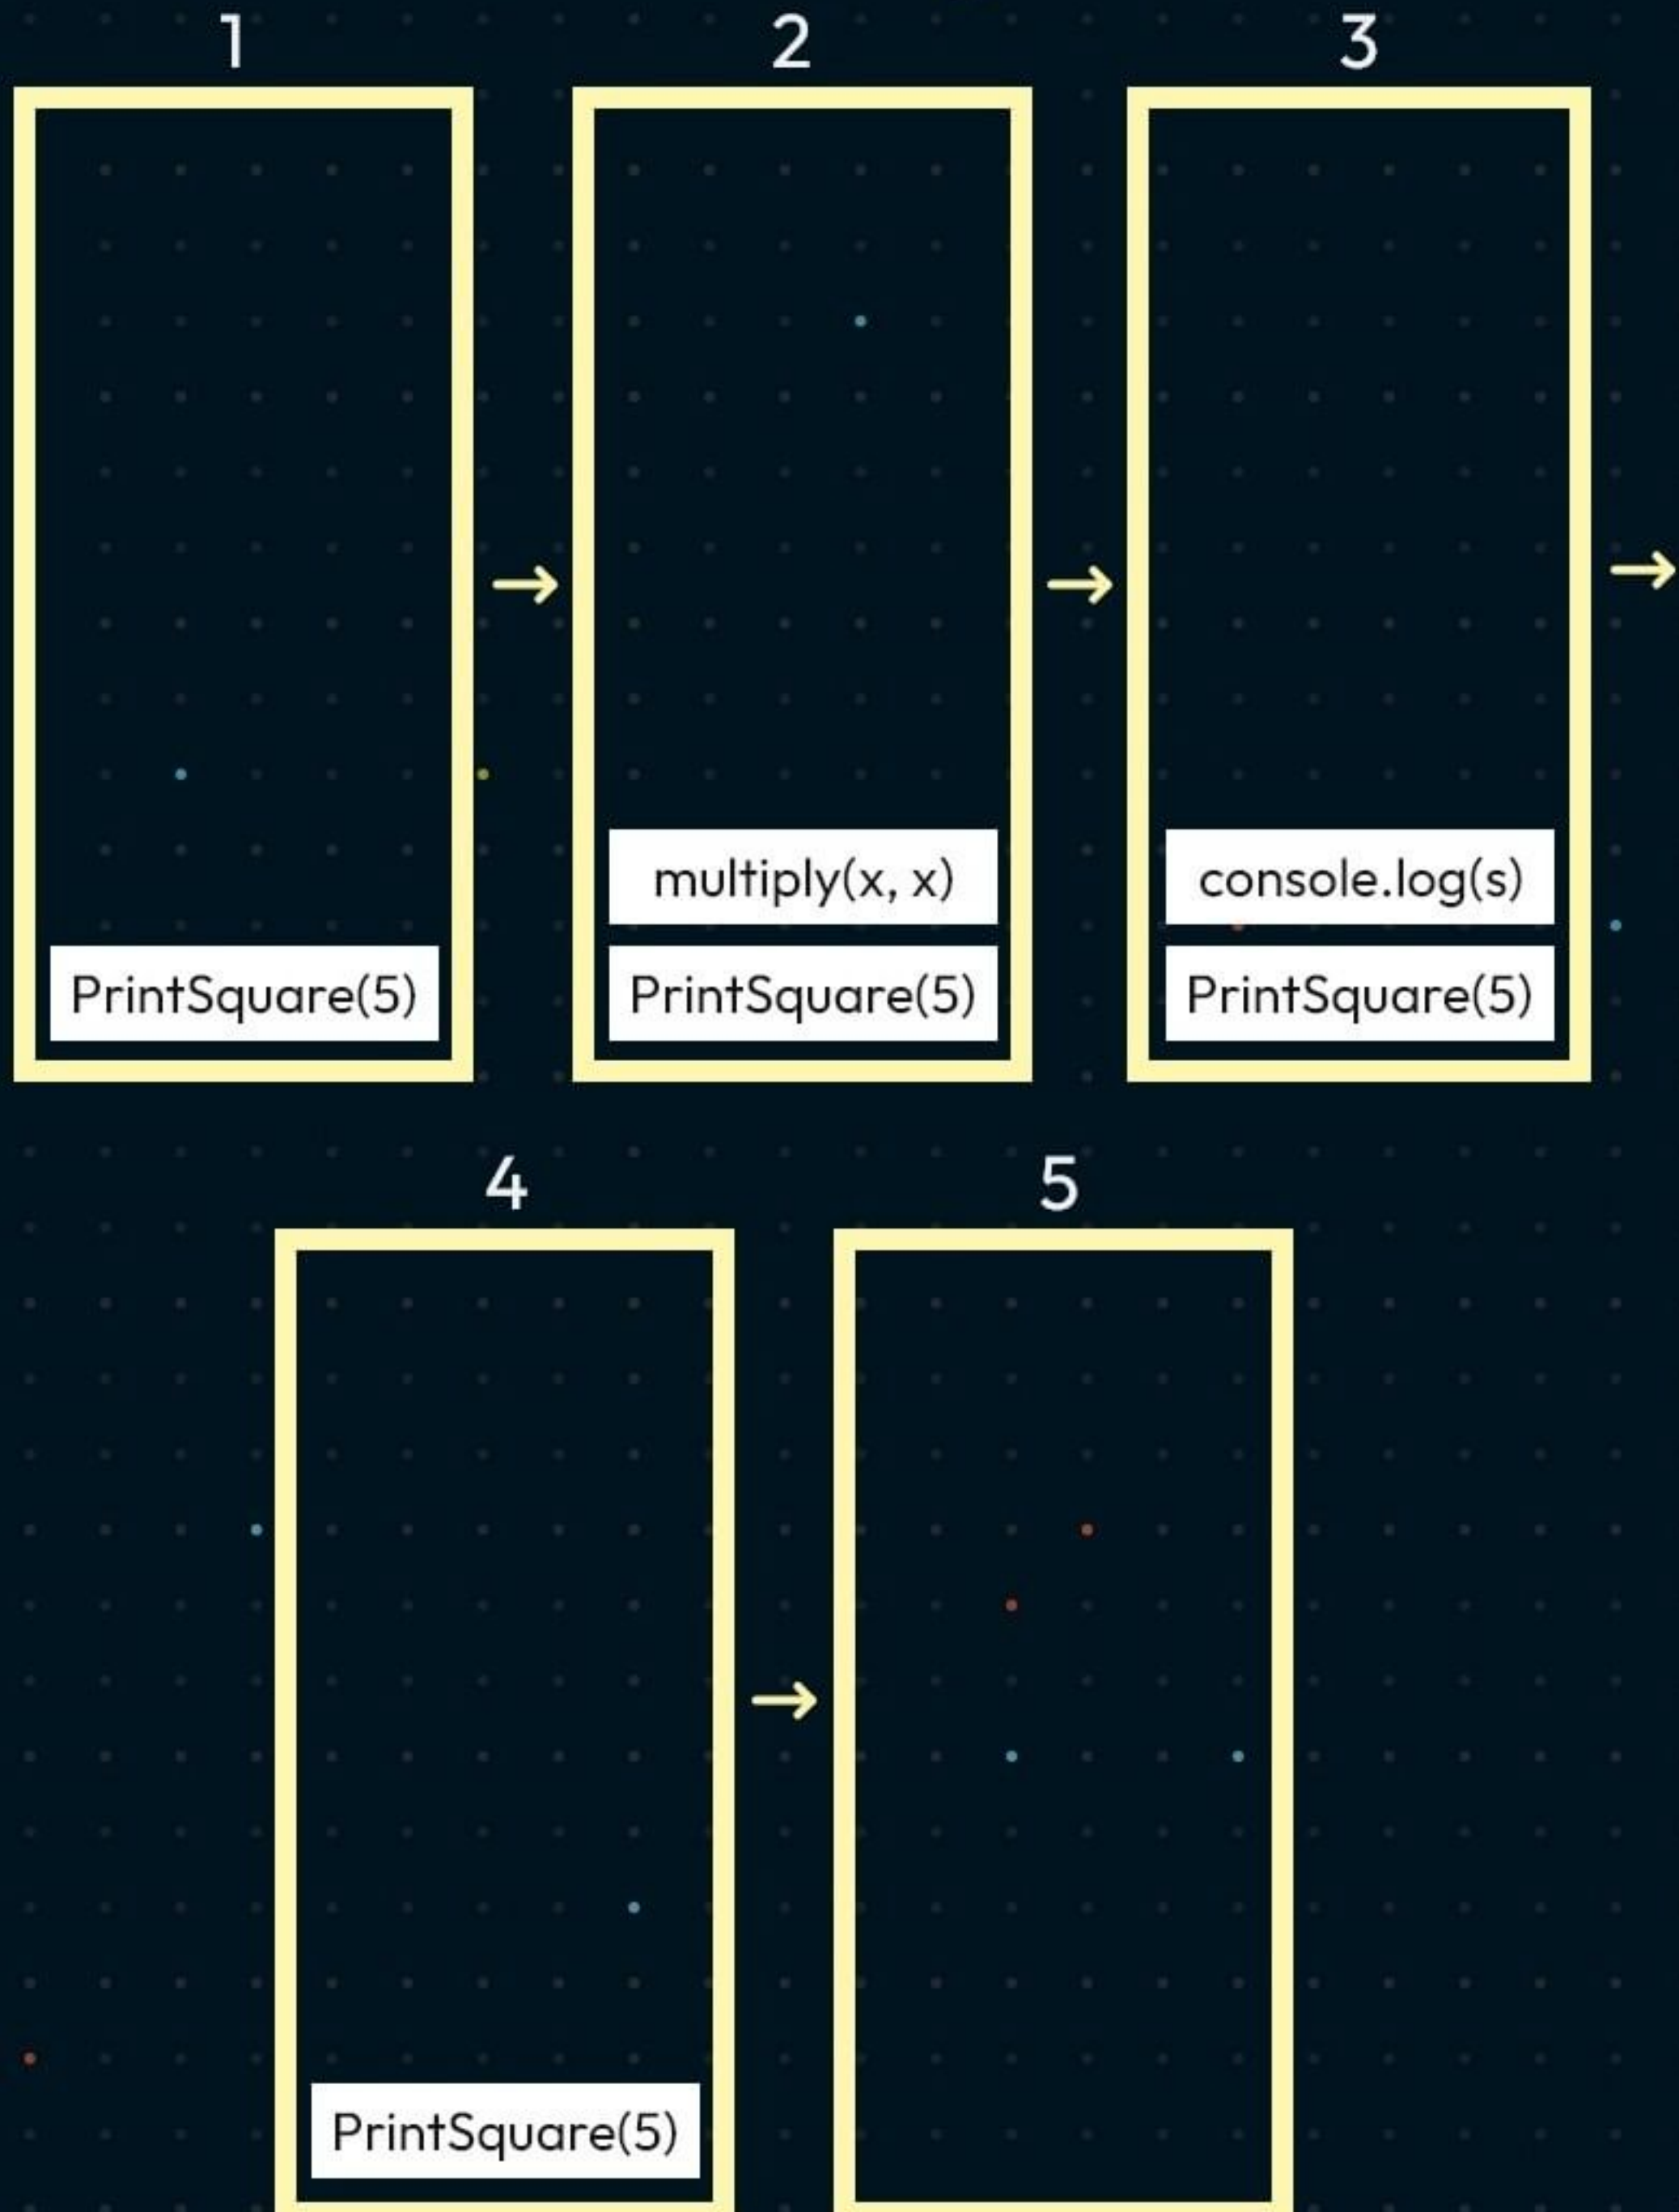 1
2
3
→
→
→
multiply(x, x)
console.log(s)
PrintSquare(5)
PrintSquare(5)
PrintSquare(5)
4
5
→
PrintSquare(5)